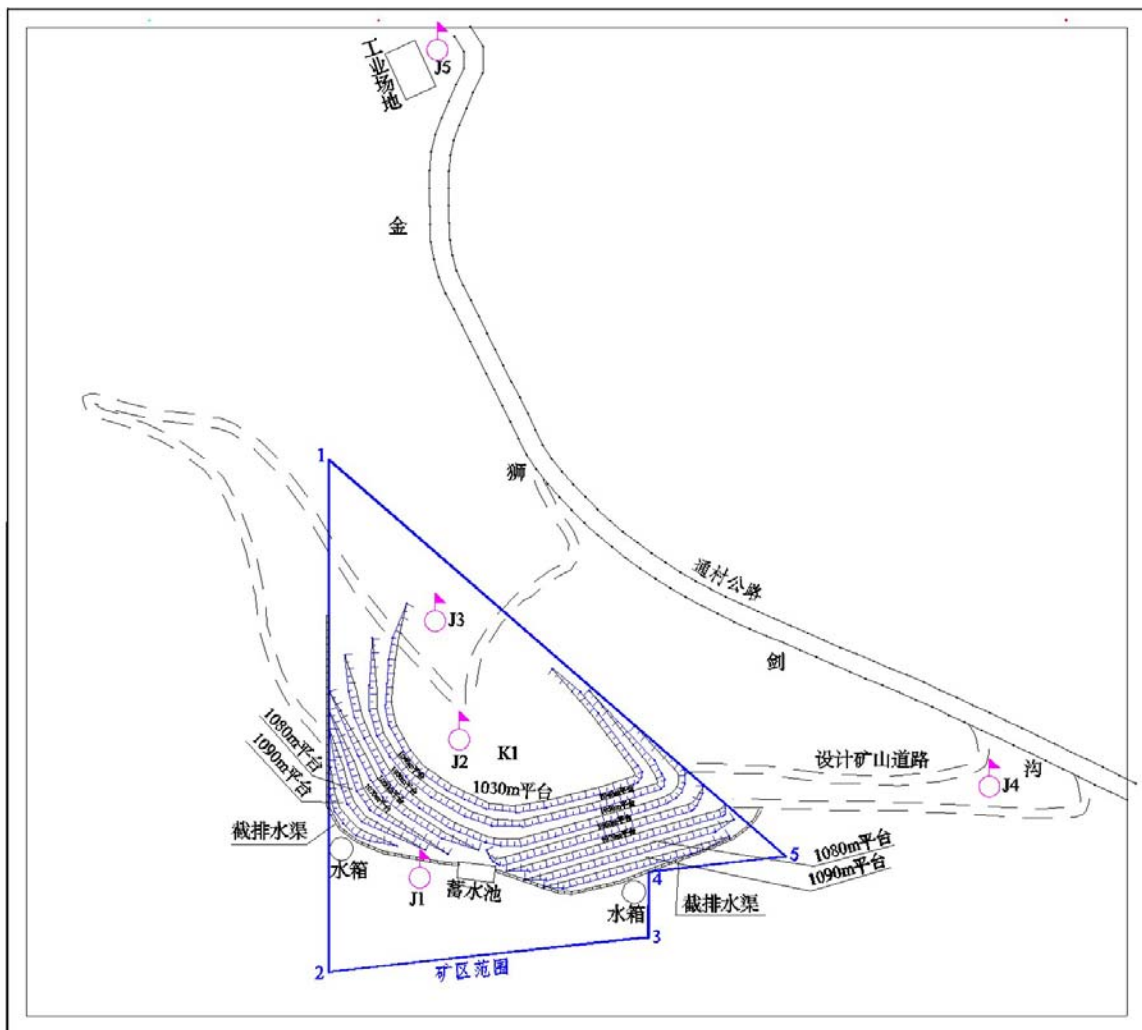 J5
工业场地
金
1
狮
通村公路
J3
剑
J2
K1
沟
设计矿山道路
J4
1080m平台
1090m平台
1030m平台
截排水渠
水箱
J1
蓄水池
1080m平台
1090m平台
5
4
水箱
截排水渠
3
2
矿区范围